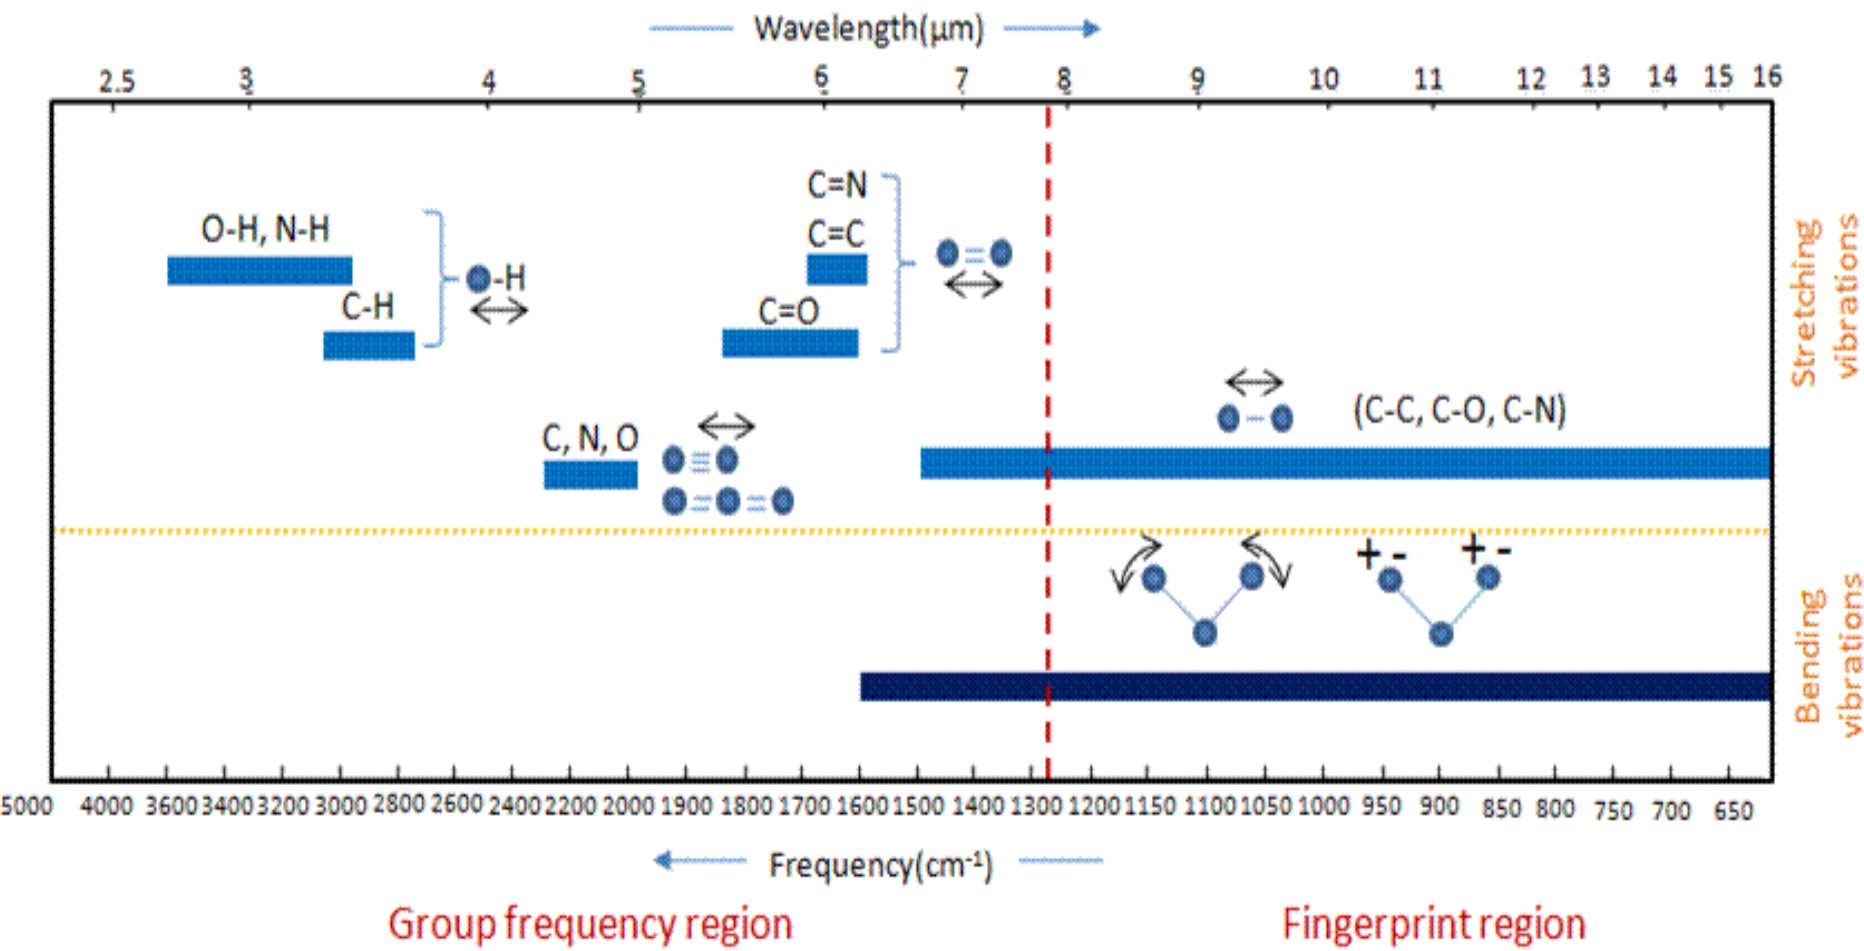 Wavelength(μm)
2.5 3 4 5 6 7 8 9 10 11 12 13 14 15 16
C=N
O-H, N-H
C=C
-H
C-H
C=O
(C-C, C-O, C-N)
C, N, O
Stretching
vibrations
+ - + -
Bending
vibrations
5000 4000 3600 3400 3200 3000 2800 2600 2400 2200 2000 1900 1800 1700 1600 1500 1400 1300 1200 1150 1100 1050 1000 950 900 850 800 750 700 650
Frequency(cm-1)
Group frequency region Fingerprint region